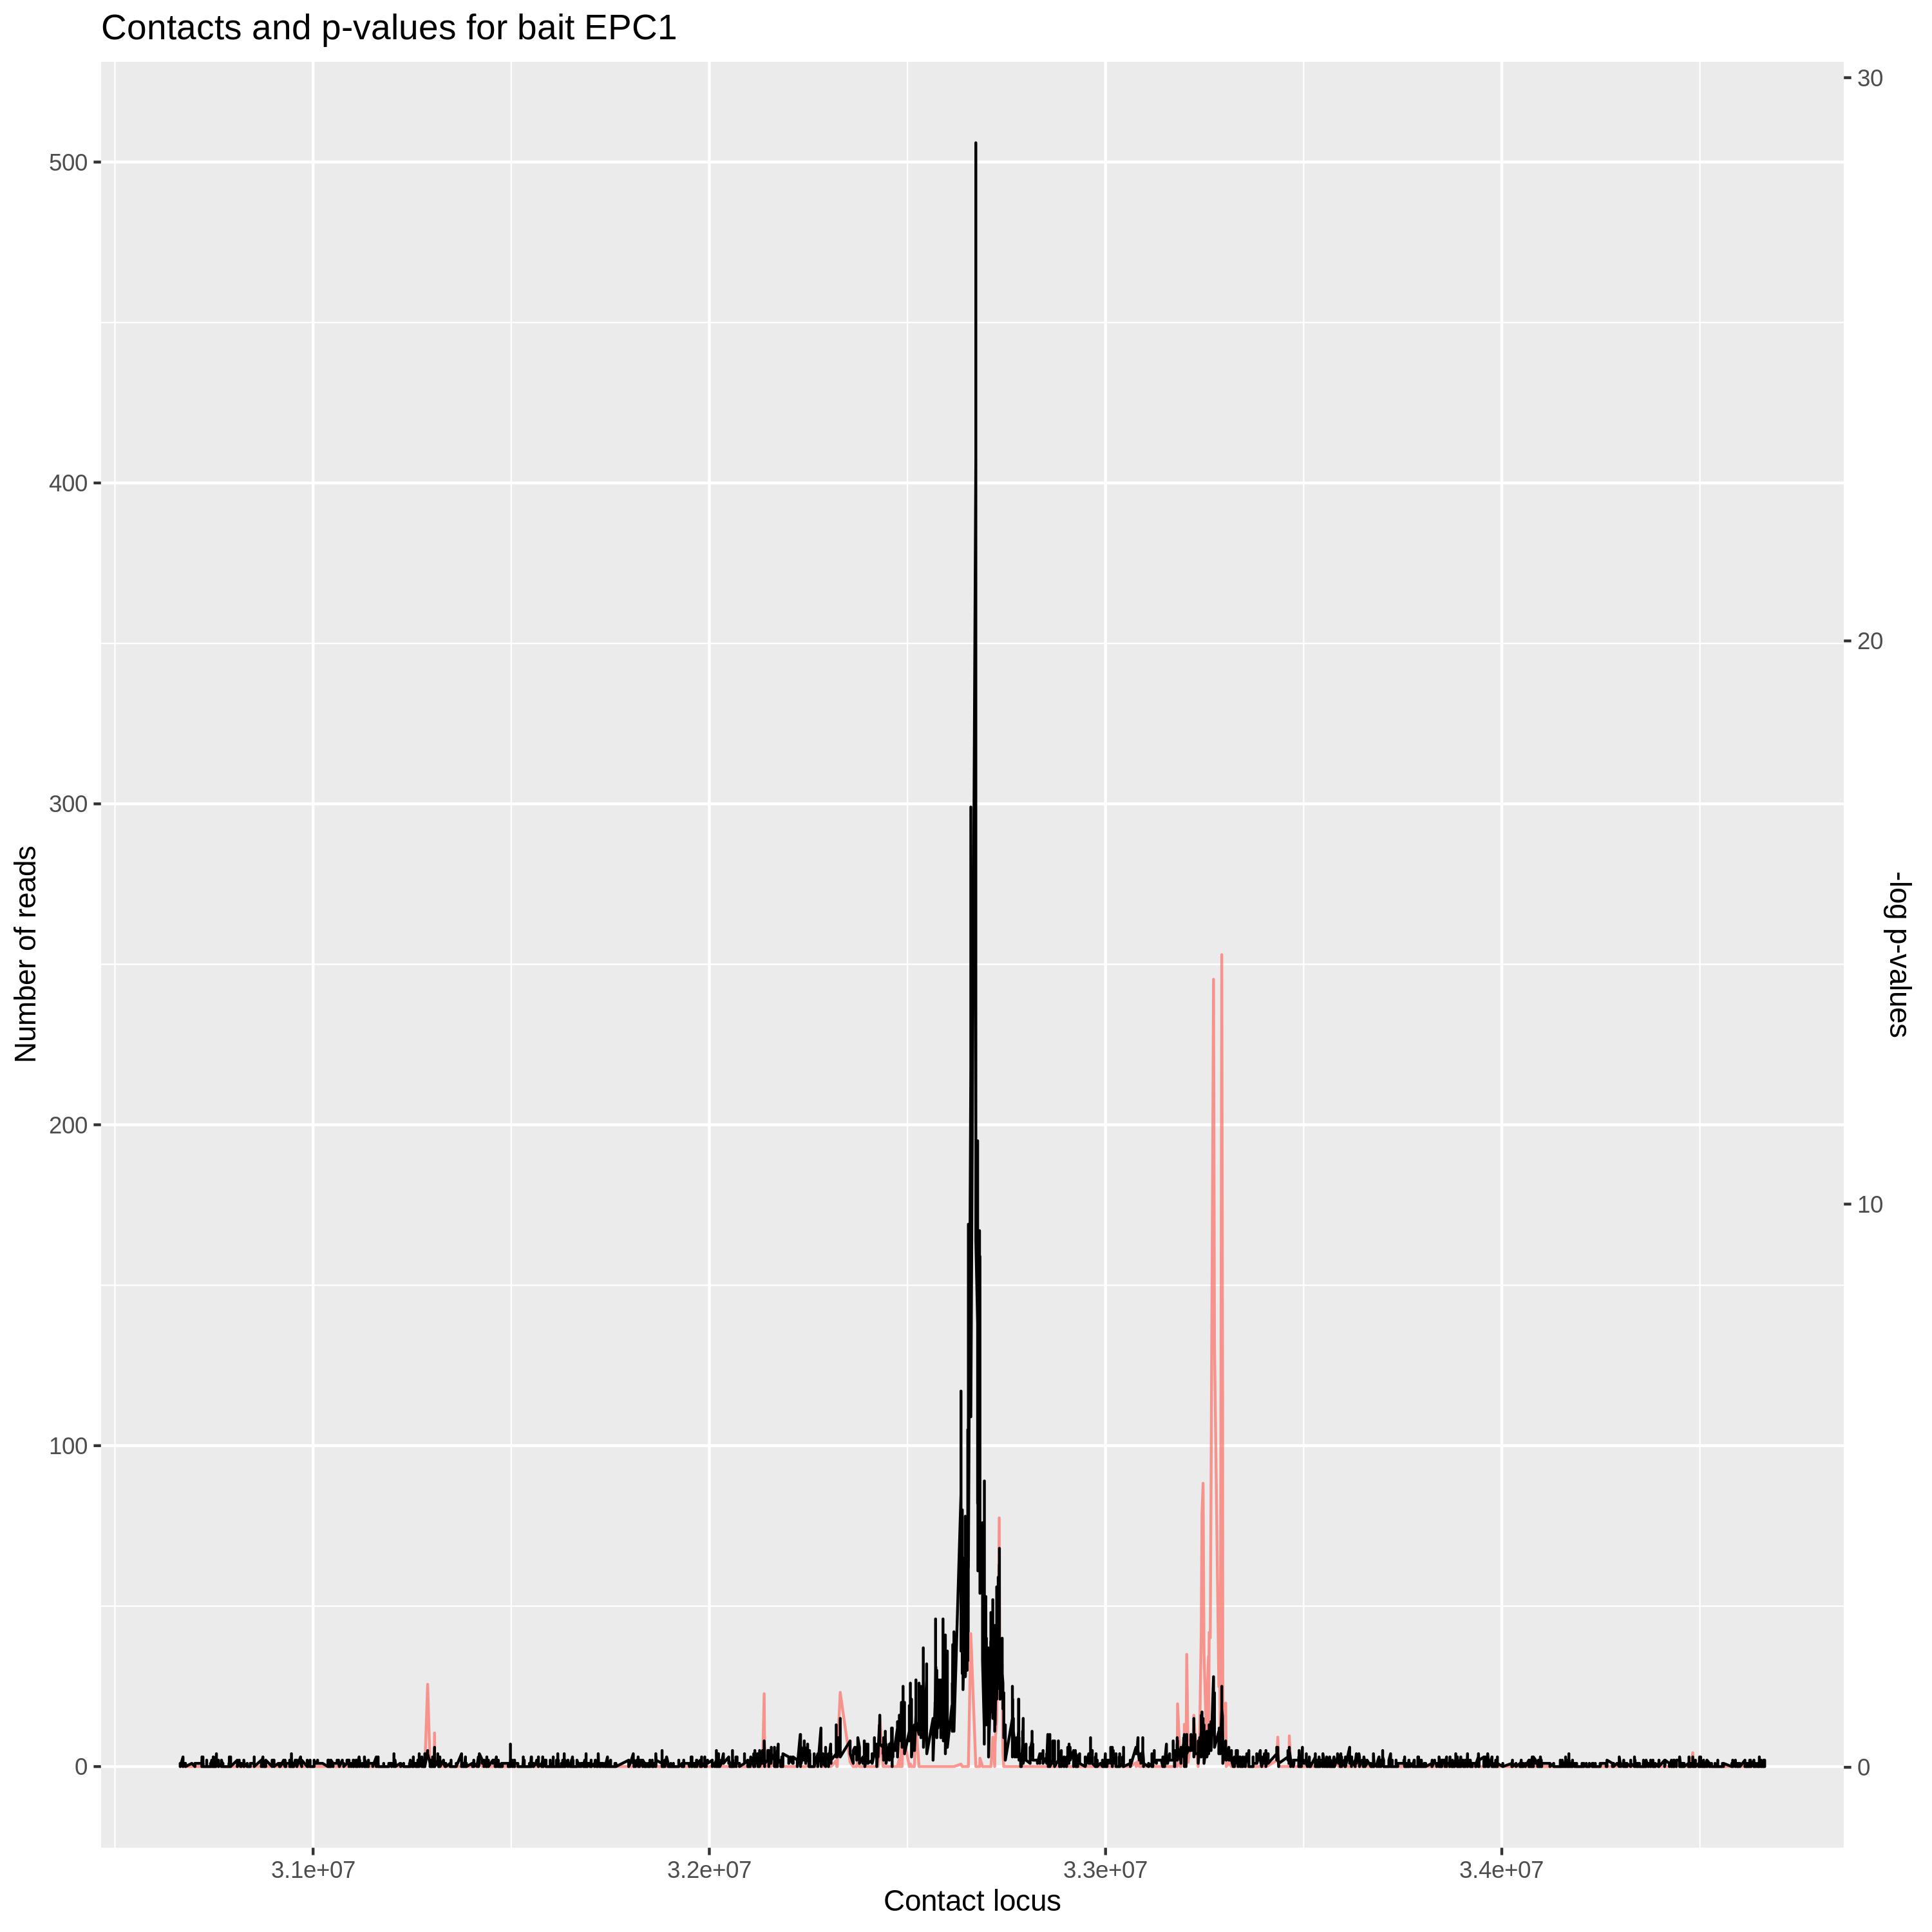 Contacts and p-values for bait EPC1
500
400
300
200
100
0
Number of reads
30
20
10
0
-log p-values
3.1e+07
3.2e+07
3.3e+07
3.4e+07
Contact locus